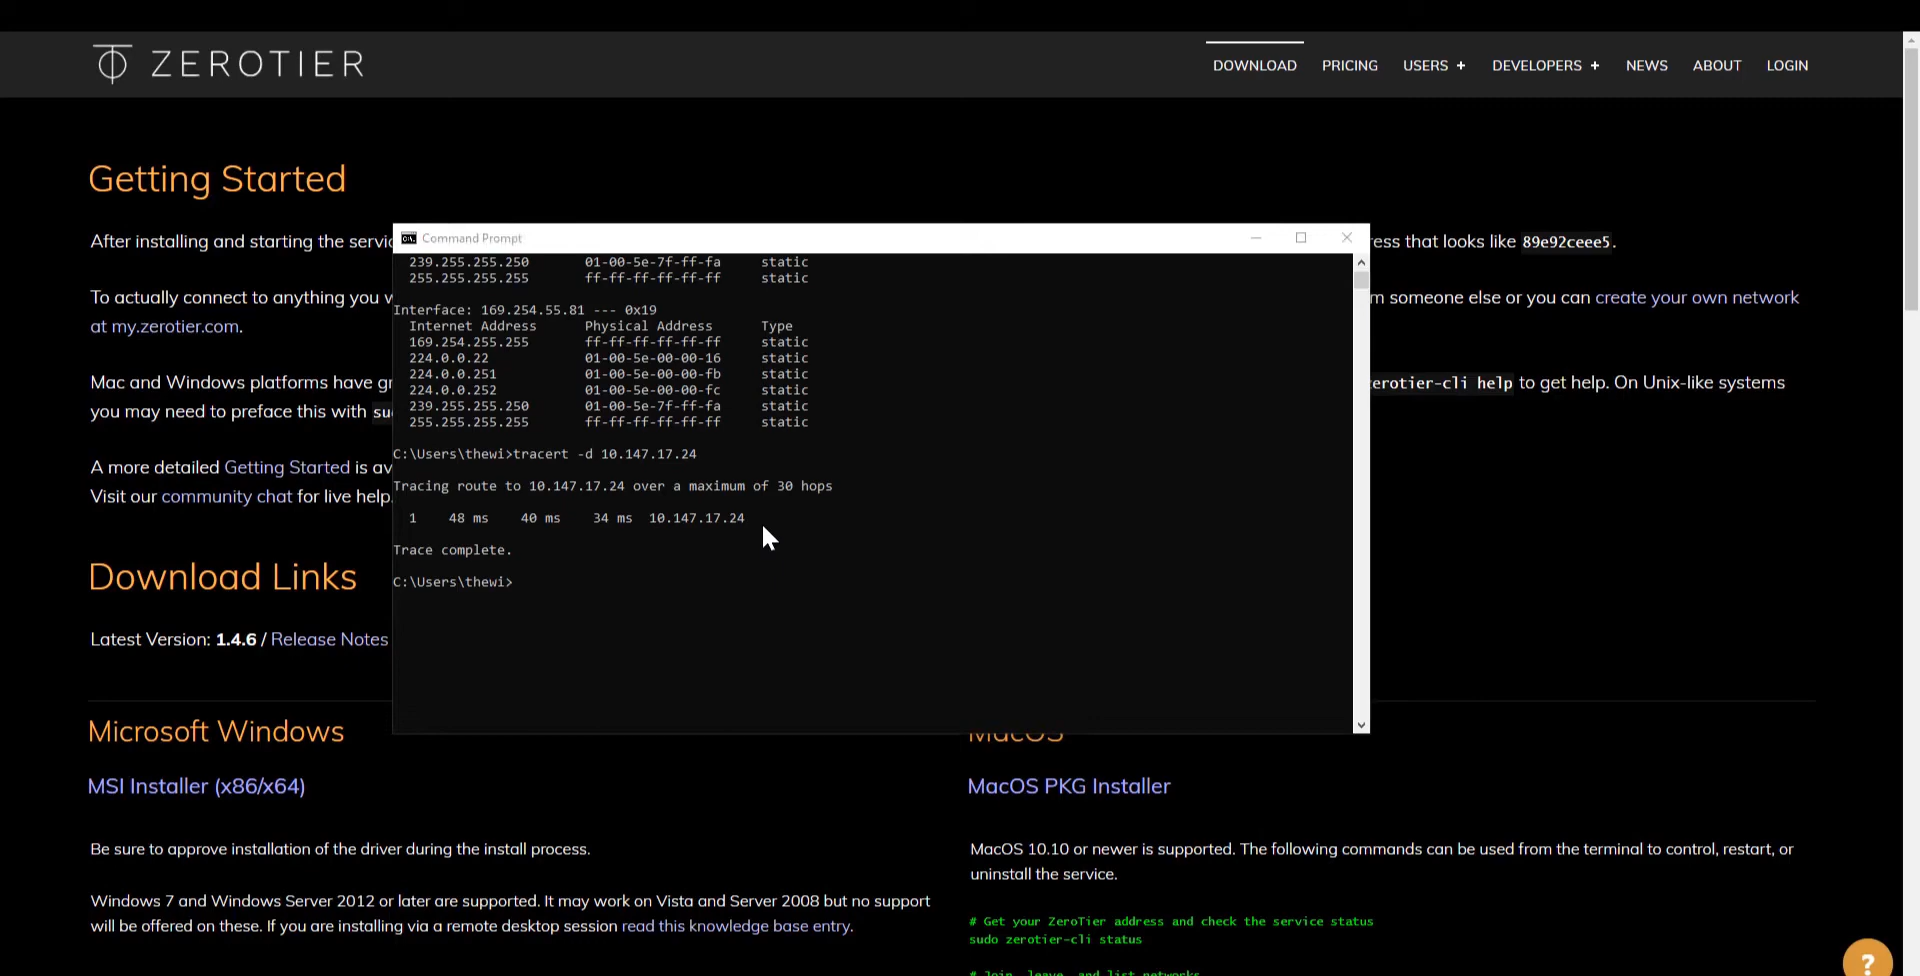 ZEROTIER
DOWNLOAD PRICING USERS + DEVELOPERS + NEWS ABOUT LOGIN
Getting Started
After installing and starting the servi
ress that looks like 89e92ceee5.
To actually connect to anything you
m someone else or you can create your own network
at my.zerotier.com.
Mac and Windows platforms have
zerotier-cli help to get help. On Unix-like systems
you may need to preface this with su
A more detailed Getting Started is av
Visit our community chat for live help.
Download Links
Latest Version: 1.4.6 / Release Notes
Command Prompt
239.255.255.250 01-00-5e-7f-ff-fa static
255.255.255.255 ff-ff-ff-ff-ff-ff static
Interface: 169.254.55.81 --- 0x19
Internet Address Physical Address Type
169.254.255.255 ff-ff-ff-ff-ff-ff static
224.0.0.22 01-00-5e-00-00-16 static
224.0.0.251 01-00-5e-00-00-fb static
224.0.0.252 01-00-5e-00-00-fc static
239.255.255.250 01-00-5e-7f-ff-fa static
255.255.255.255 ff-ff-ff-ff-ff-ff static
C:\Users\thewi>tracert -d 10.147.17.24
Tracing route to 10.147.17.24 over a maximum of 30 hops
1 48 ms 40 ms 34 ms 10.147.17.24
Trace complete.
C:\Users\thewi>
Microsoft Windows
MSI Installer (x86/x64)
Be sure to approve installation of the driver during the install process.
Windows 7 and Windows Server 2012 or later are supported. It may work on Vista and Server 2008 but no support
will be offered on these. If you are installing via a remote desktop session read this knowledge base entry.
MacOS
MacOS PKG Installer
MacOS 10.10 or newer is supported. The following commands can be used from the terminal to control, restart, or
uninstall the service.
# Get your ZeroTier address and check the service status
sudo zerotier-cli status
# Join, leave, and list networks
?